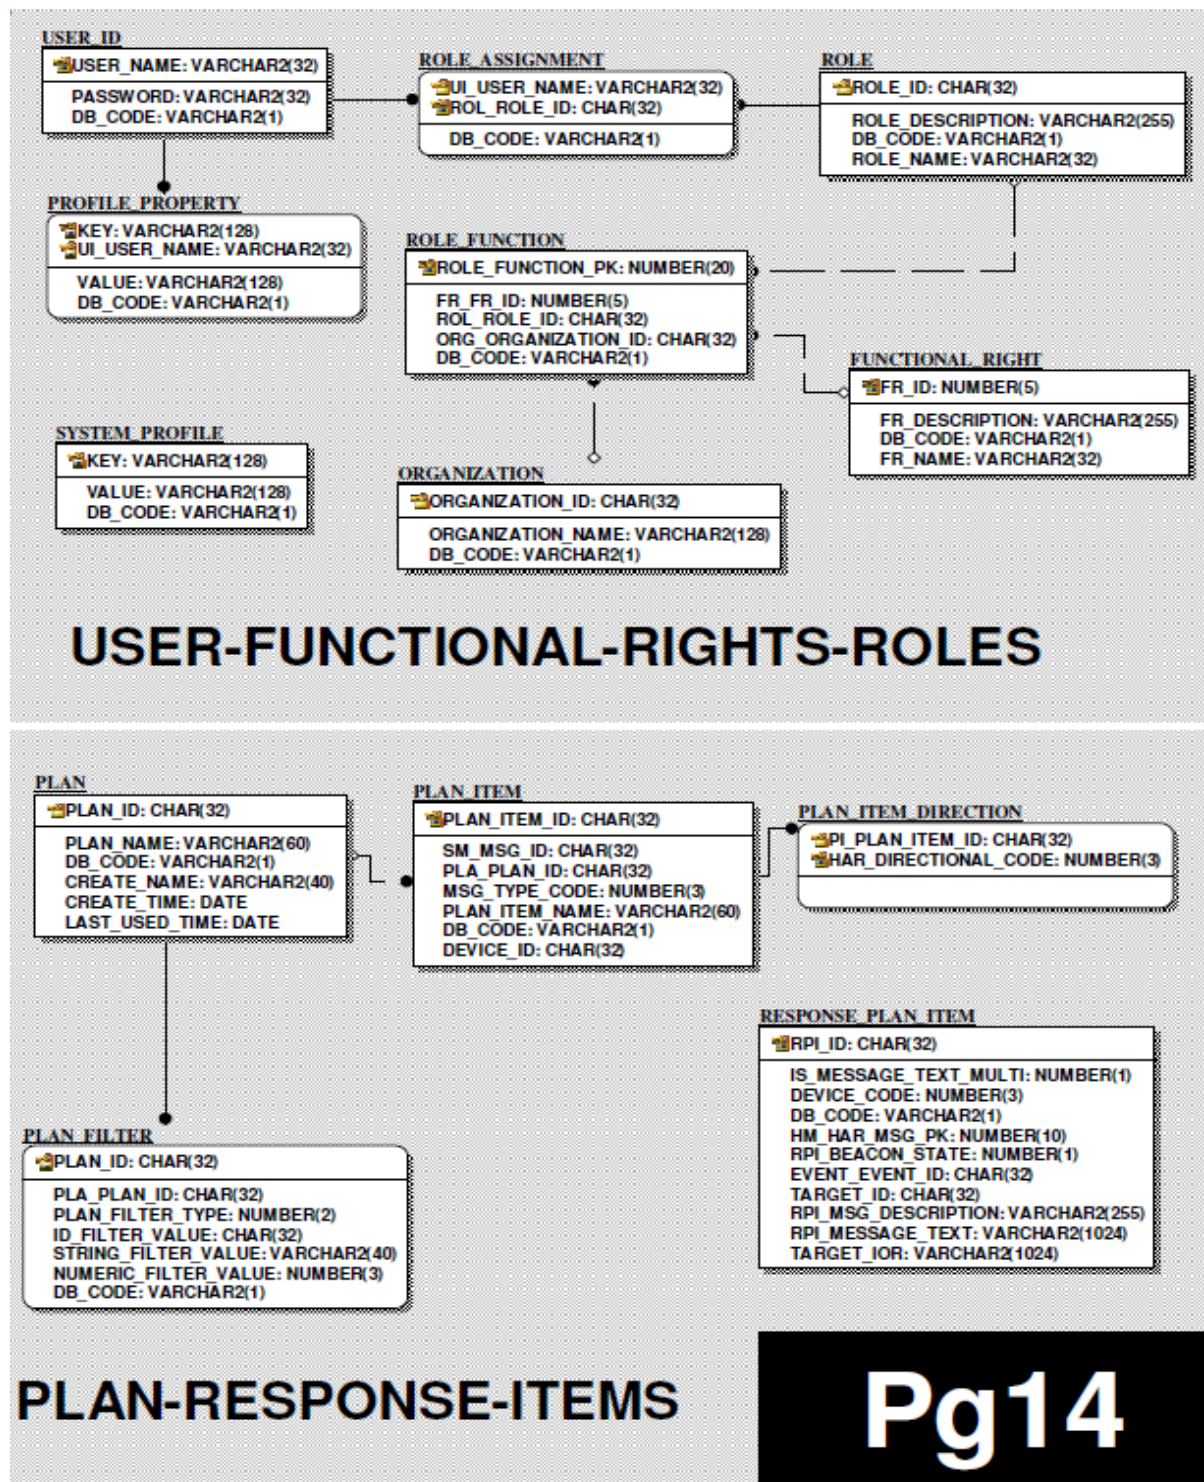 USER_ID
USER_NAME: VARCHAR2(32)
PASSWORD: VARCHAR2(32)
DB_CODE: VARCHAR2(1)
ROLE_ASSIGNMENT
UI_USER_NAME: VARCHAR2(32)
ROL_ROLE_ID: CHAR(32)
DB_CODE: VARCHAR2(1)
ROLE
ROLE_ID: CHAR(32)
ROLE_DESCRIPTION: VARCHAR2(255)
DB_CODE: VARCHAR2(1)
ROLE_NAME: VARCHAR2(32)
PROFILE_PROPERTY
KEY: VARCHAR2(128)
UI_USER_NAME: VARCHAR2(32)
VALUE: VARCHAR2(128)
DB_CODE: VARCHAR2(1)
ROLE_FUNCTION
ROLE_FUNCTION_PK: NUMBER(20)
FR_FR_ID: NUMBER(5)
ROL_ROLE_ID: CHAR(32)
ORG_ORGANIZATION_ID: CHAR(32)
DB_CODE: VARCHAR2(1)
FUNCTIONAL_RIGHT
FR_ID: NUMBER(5)
FR_DESCRIPTION: VARCHAR2(255)
DB_CODE: VARCHAR2(1)
FR_NAME: VARCHAR2(32)
SYSTEM_PROFILE
KEY: VARCHAR2(128)
VALUE: VARCHAR2(128)
DB_CODE: VARCHAR2(1)
ORGANIZATION
ORGANIZATION_ID: CHAR(32)
ORGANIZATION_NAME: VARCHAR2(128)
DB_CODE: VARCHAR2(1)
USER-FUNCTIONAL-RIGHTS-ROLES
PLAN
PLAN_ID: CHAR(32)
PLAN_NAME: VARCHAR2(60)
DB_CODE: VARCHAR2(1)
CREATE_NAME: VARCHAR2(40)
CREATE_TIME: DATE
LAST_USED_TIME: DATE
PLAN_ITEM
PLAN_ITEM_ID: CHAR(32)
SM_MSG_ID: CHAR(32)
PLA_PLAN_ID: CHAR(32)
MSG_TYPE_CODE: NUMBER(3)
PLAN_ITEM_NAME: VARCHAR2(60)
DB_CODE: VARCHAR2(1)
DEVICE_ID: CHAR(32)
PLAN_ITEM_DIRECTION
PI_PLAN_ITEM_ID: CHAR(32)
HAR_DIRECTIONAL_CODE: NUMBER(3)
RESPONSE_PLAN_ITEM
RPI_ID: CHAR(32)
IS_MESSAGE_TEXT_MULTI: NUMBER(1)
DEVICE_CODE: NUMBER(3)
DB_CODE: VARCHAR2(1)
HM_HAR_MSG_PK: NUMBER(10)
RPI_BEACON_STATE: NUMBER(1)
EVENT_EVENT_ID: CHAR(32)
TARGET_ID: CHAR(32)
RPI_MSG_DESCRIPTION: VARCHAR2(255)
RPI_MESSAGE_TEXT: VARCHAR2(1024)
TARGET_IOR: VARCHAR2(1024)
PLAN_FILTER
PLAN_ID: CHAR(32)
PLA_PLAN_ID: CHAR(32)
PLAN_FILTER_TYPE: NUMBER(2)
ID_FILTER_VALUE: CHAR(32)
STRING_FILTER_VALUE: VARCHAR2(40)
NUMERIC_FILTER_VALUE: NUMBER(3)
DB_CODE: VARCHAR2(1)
PLAN-RESPONSE-ITEMS
Pg14